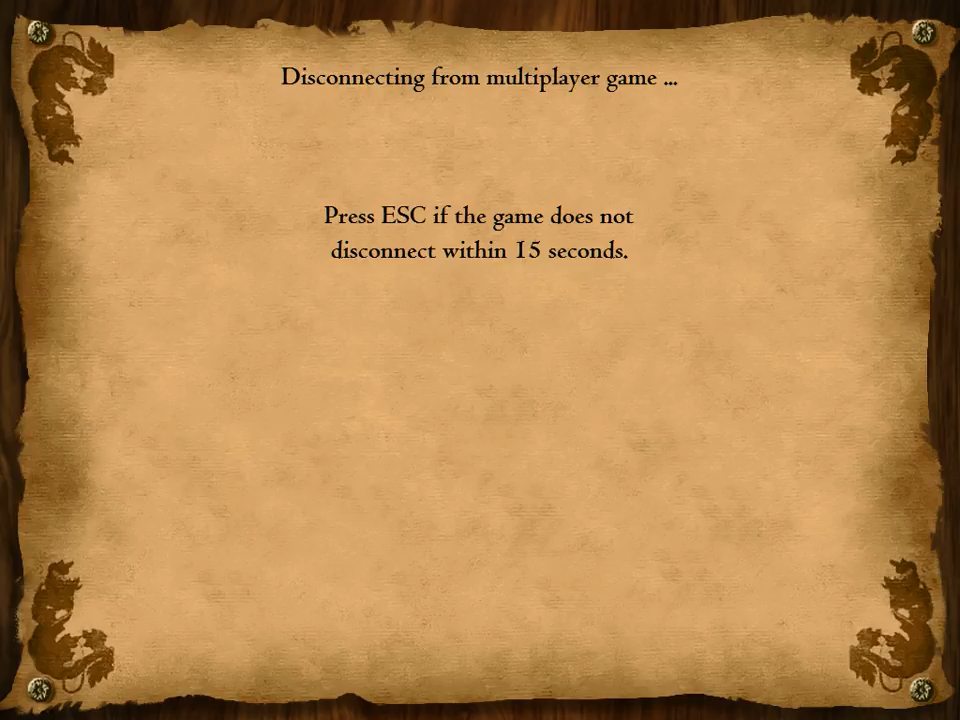 Disconnecting from multiplayer game ...
Press ESC if the game does not
disconnect within 15 seconds.